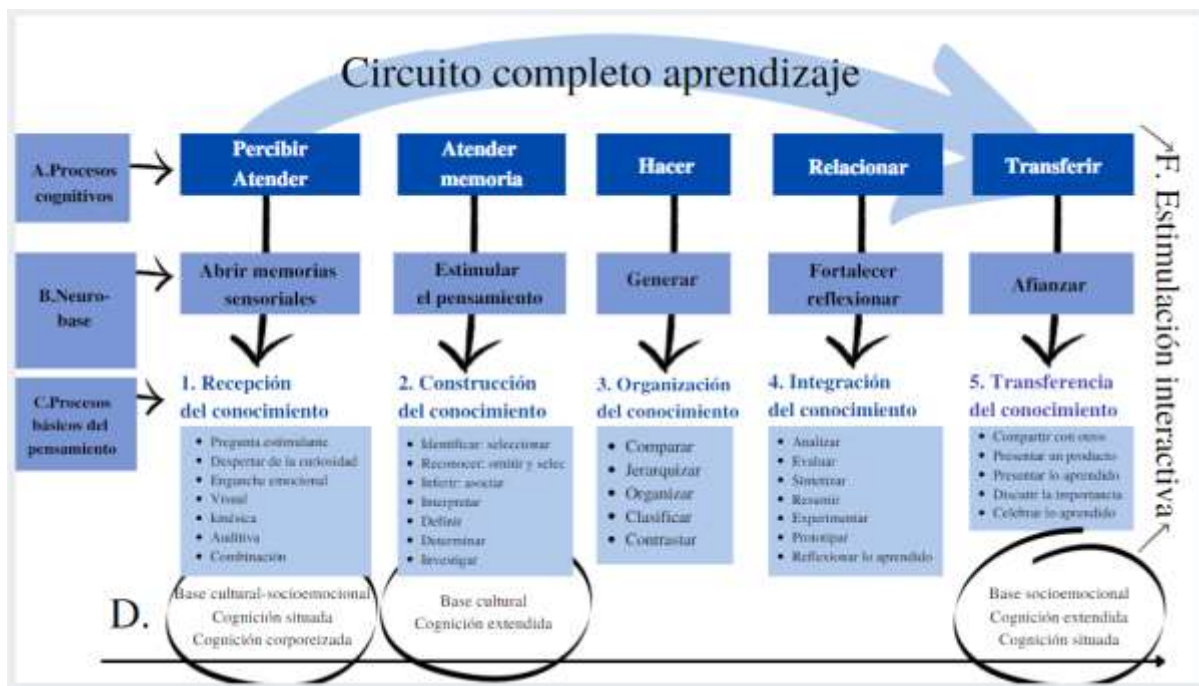 Circuito completo aprendizaje
A.Procesos
cognitivos
Percibir
Atender
Atender
memoria
Hacer
Relacionar
Transferir
B.Neuro-
base
Abrir memorias
sensoriales
Estimular
el pensamiento
Generar
Fortalecer
reflexionar
Afianzar
C.Procesos
básicos del
pensamiento
1. Recepción
del conocimiento
• Pregunta estimulante
• Despertar de la curiosidad
• Enganche emocional
• Visual
• kinésica
• Auditiva
• Combinación
2. Construcción
del conocimiento
• Identificar: seleccionar
• Reconocer: omitir y selec
• Inferir: asociar
• Interpretar
• Definir
• Determinar
• Investigar
3. Organización
del conocimiento
• Comparar
• Jerarquizar
• Organizar
• Clasificar
• Contrastar
4. Integración
del conocimiento
• Analizar
• Evaluar
• Sintetizar
• Resumir
• Experimentar
• Prototipar
• Reflexionar lo aprendido
5. Transferencia
del conocimiento
• Compartir con otros
• Presentar un producto
• Presentar lo aprendido
• Discutir la importancia
• Celebrar lo aprendido
D.
Base cultural-socioemocional
Cognición situada
Cognición corporeizada
Base cultural
Cognición extendida
Base socioemocional
Cognición extendida
Cognición situada
F. Estimulación interactiva